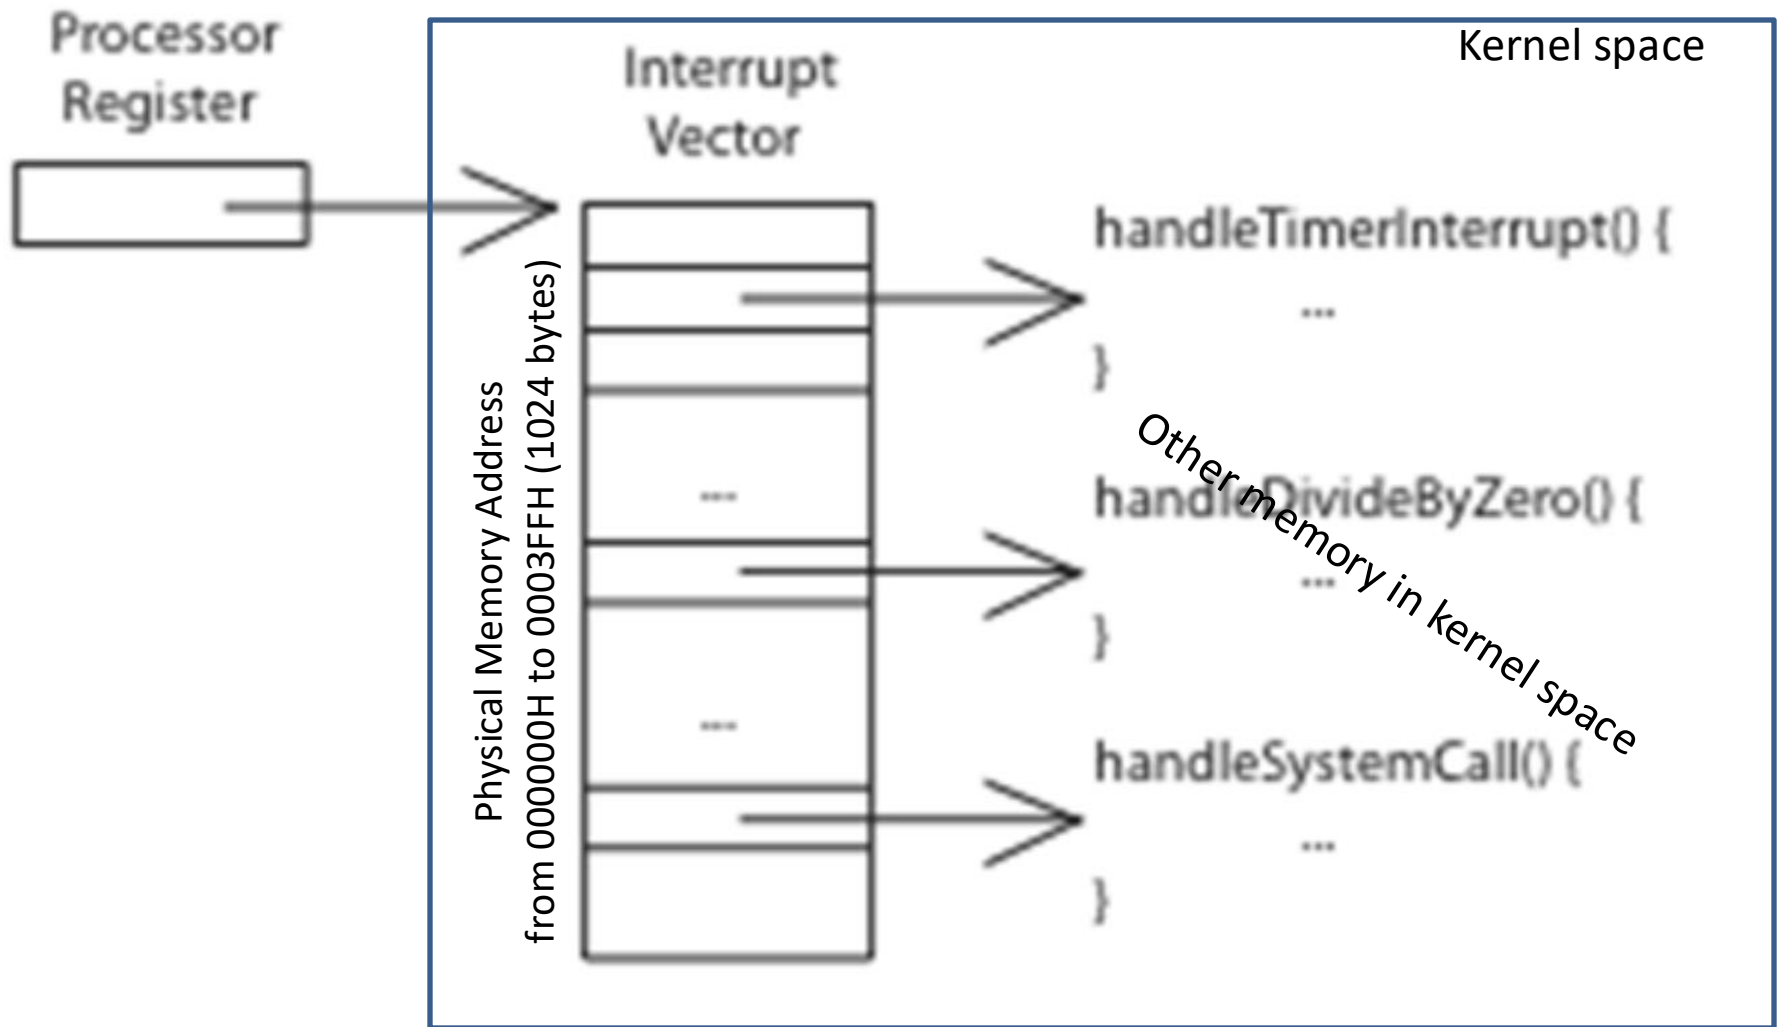 Processor
Register
Kernel space
Interrupt
Vector
Physical Memory Address
from 000000H to 0003FFH (1024 bytes)
...
...
handleTimerInterrupt() {
...
}
handleDivideByZero() {
...
}
handleSystemCall() {
...
}
Other memory in kernel space